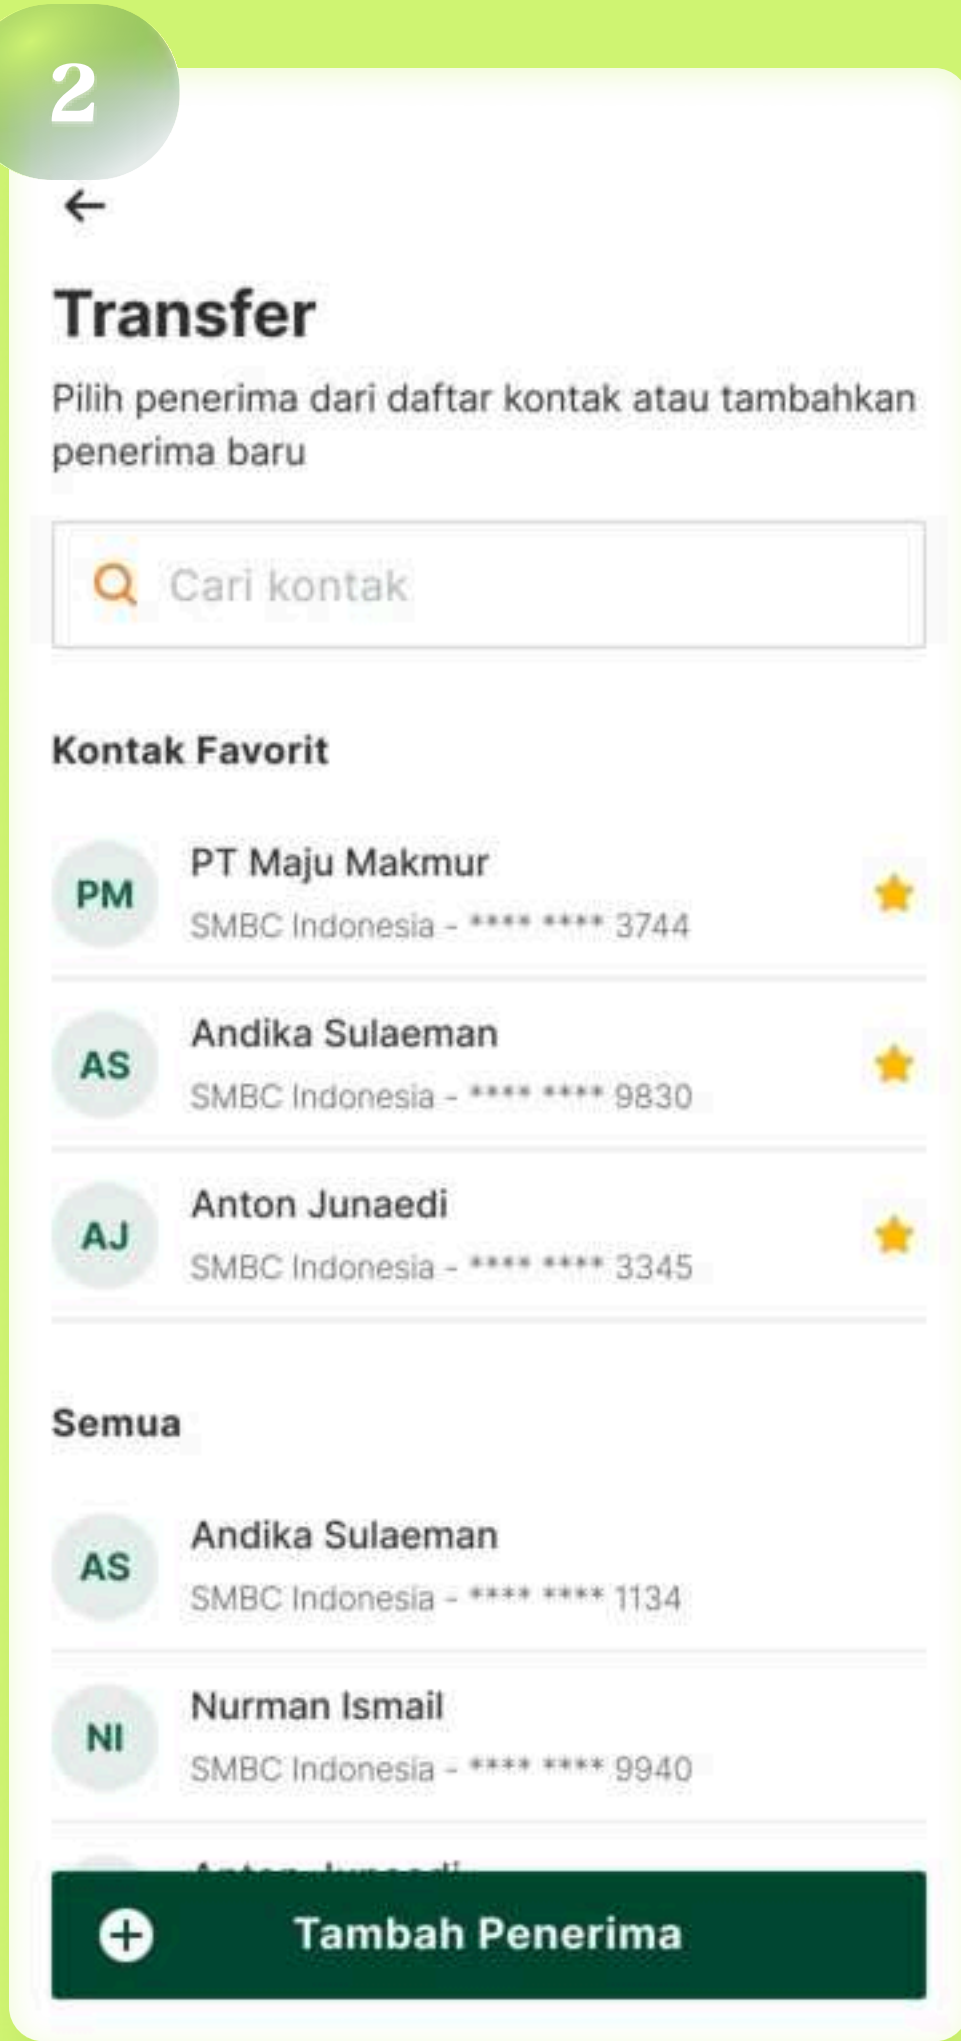 2
Transfer
Pilih penerima dari daftar kontak atau tambahkan
penerima baru
Cari kontak
Kontak Favorit
PM
PT Maju Makmur
SMBC Indonesia - **** **** 3744
AS
Andika Sulaeman
SMBC Indonesia - **** **** 9830
AJ
Anton Junaedi
SMBC Indonesia - **** **** 3345
Semua
AS
Andika Sulaeman
SMBC Indonesia - **** **** 1134
NI
Nurman Ismail
SMBC Indonesia - **** **** 9940
Tambah Penerima